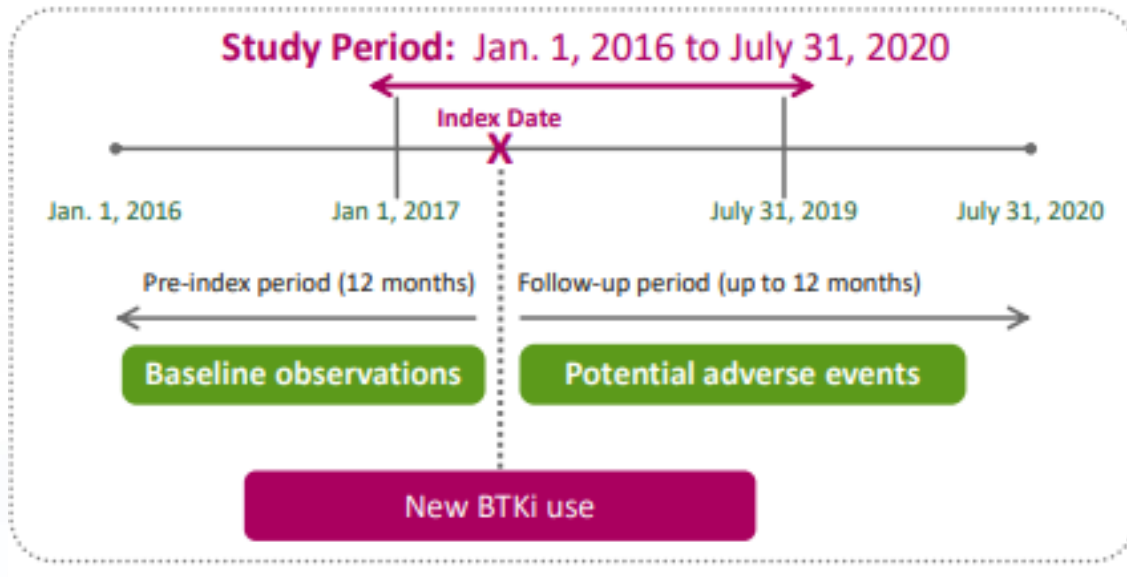 Study Period: Jan. 1, 2016 to July 31, 2020
Index Date
X
Jan. 1, 2016 Jan 1, 2017 July 31, 2019 July 31, 2020
Pre-index period (12 months) Follow-up period (up to 12 months)
Baseline observations Potential adverse events
New BTKi use